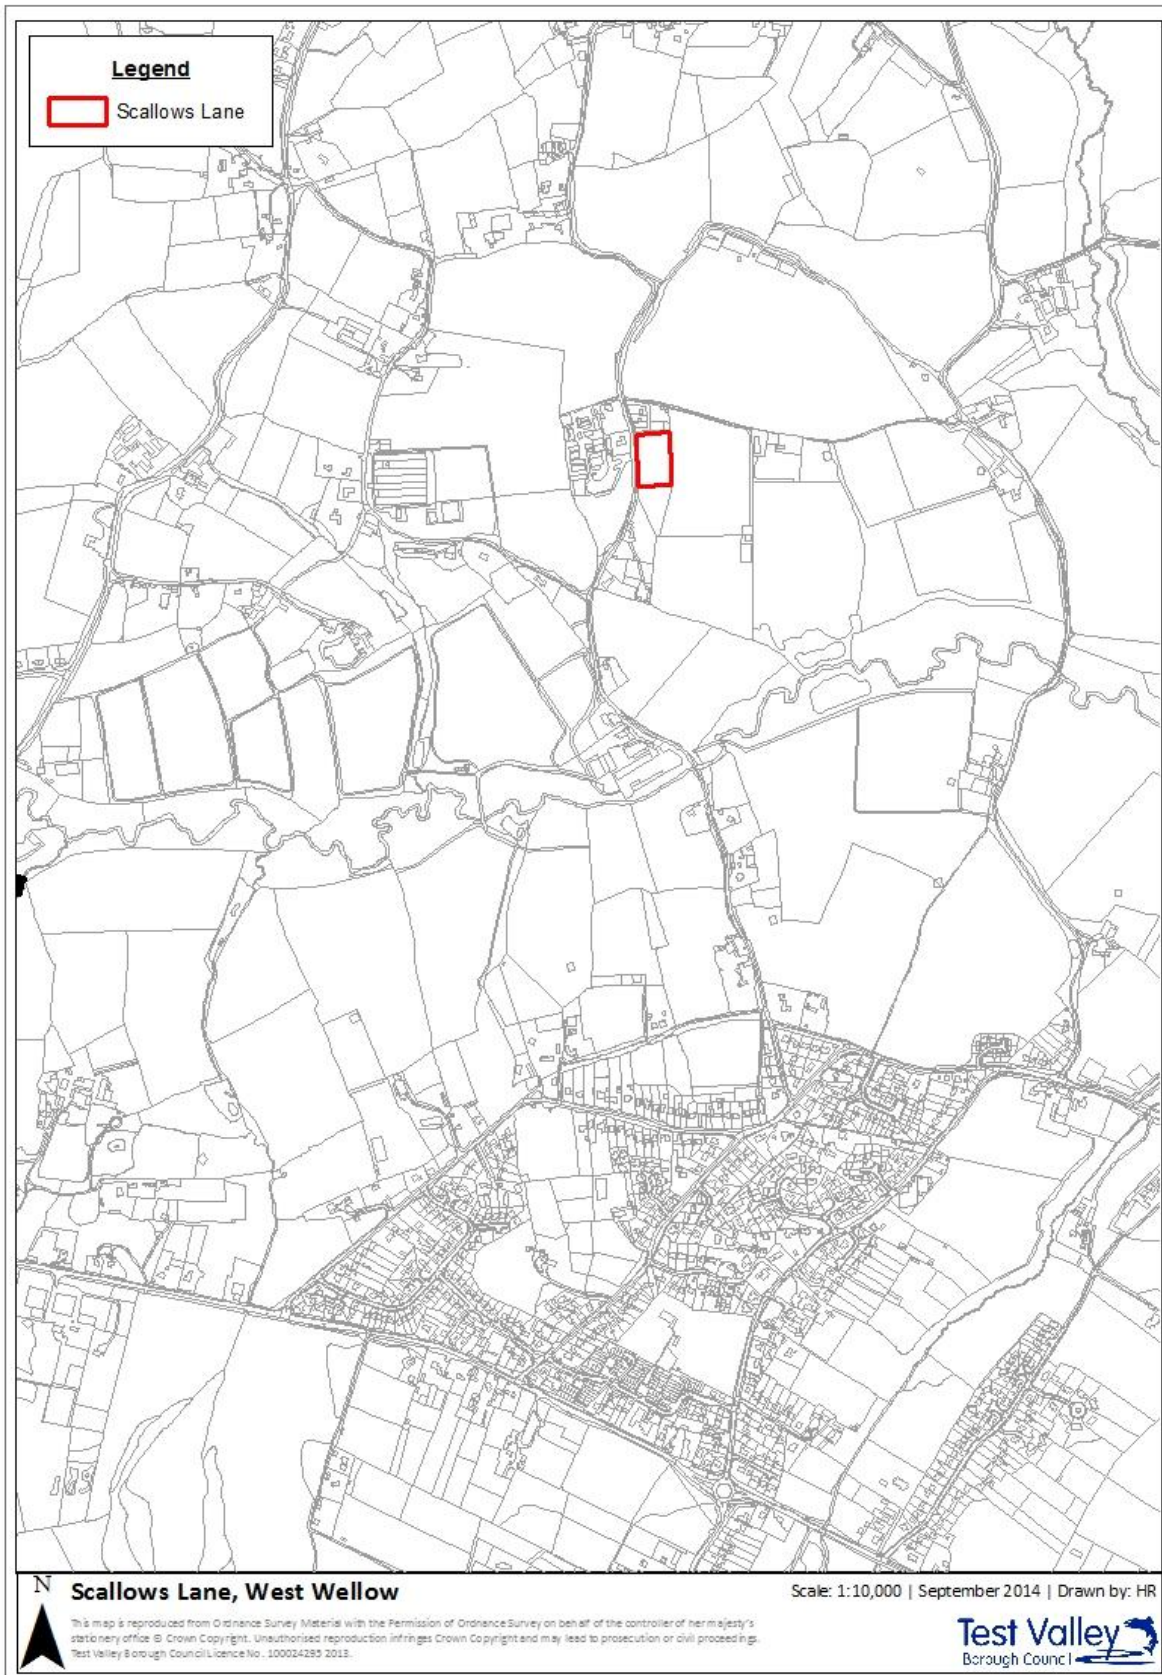 Legend
Scallows Lane
N
Scallows Lane, West Wellow
Scale: 1:10,000 | September 2014 | Drawn by: HR
This map is reproduced from Ordnance Survey Material with the Permission of Ordnance Survey on behalf of the controller of her majesty's
stationery office © Crown Copyright. Unauthorised reproduction infringes Crown Copyright and may lead to prosecution or civil proceedings.
Test Valley Borough Council Licence No. 100024295 2013.
Test Valley
Borough Council